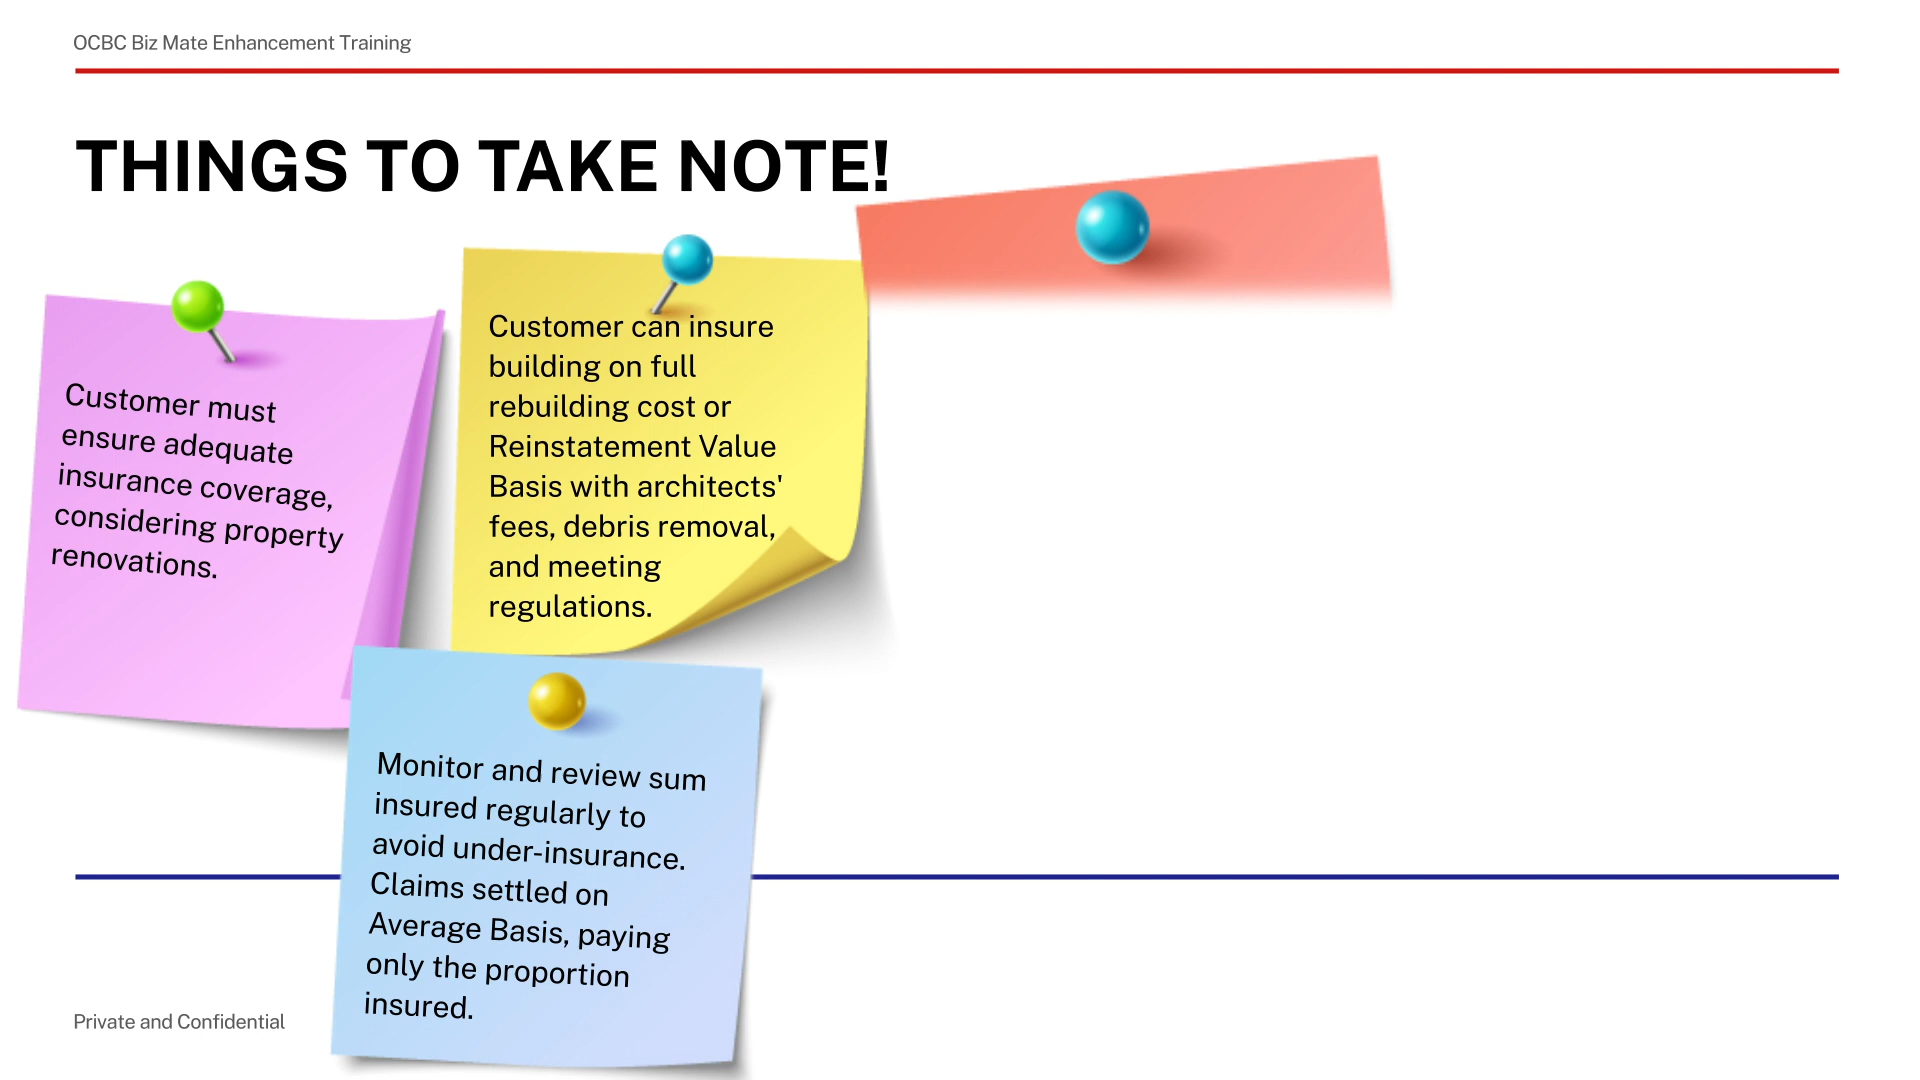 OCBC Biz Mate Enhancement Training
THINGS TO TAKE NOTE!
Customer must
ensure adequate
insurance coverage,
considering property
renovations.
Customer can insure
building on full
rebuilding cost or
Reinstatement Value
Basis with architects'
fees, debris removal,
and meeting
regulations.
Monitor and review sum
insured regularly to
avoid under-insurance.
Claims settled on
Average Basis, paying
only the proportion
insured.
Private and Confidential